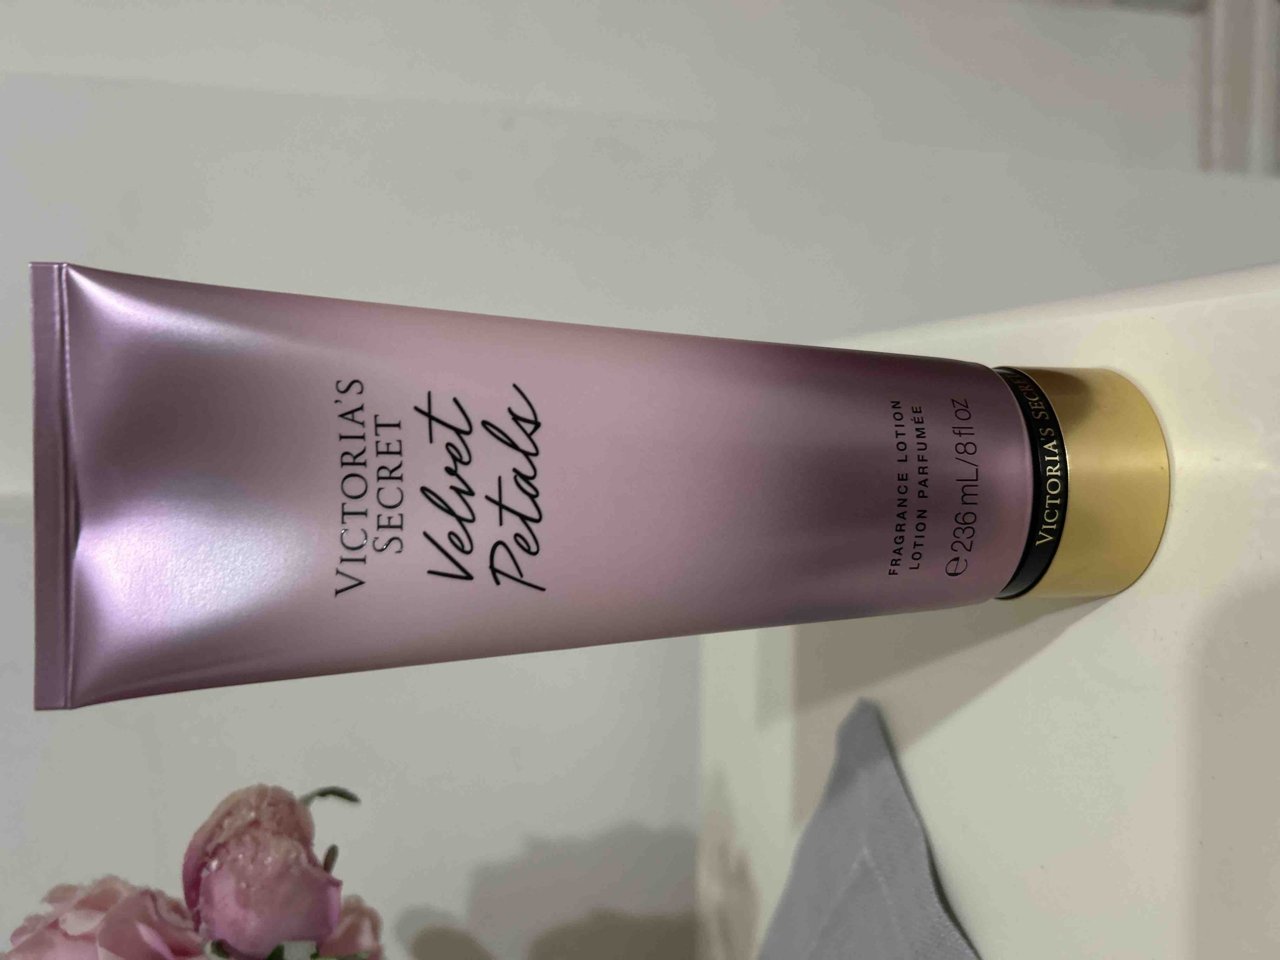 VICTORIA'S
SECRET
Velvet
Petals
FRAGRANCE LOTION
LOTION PARFUMÉE
℮ 236 mL/8 fl oz
VICTORIA'S SECRET